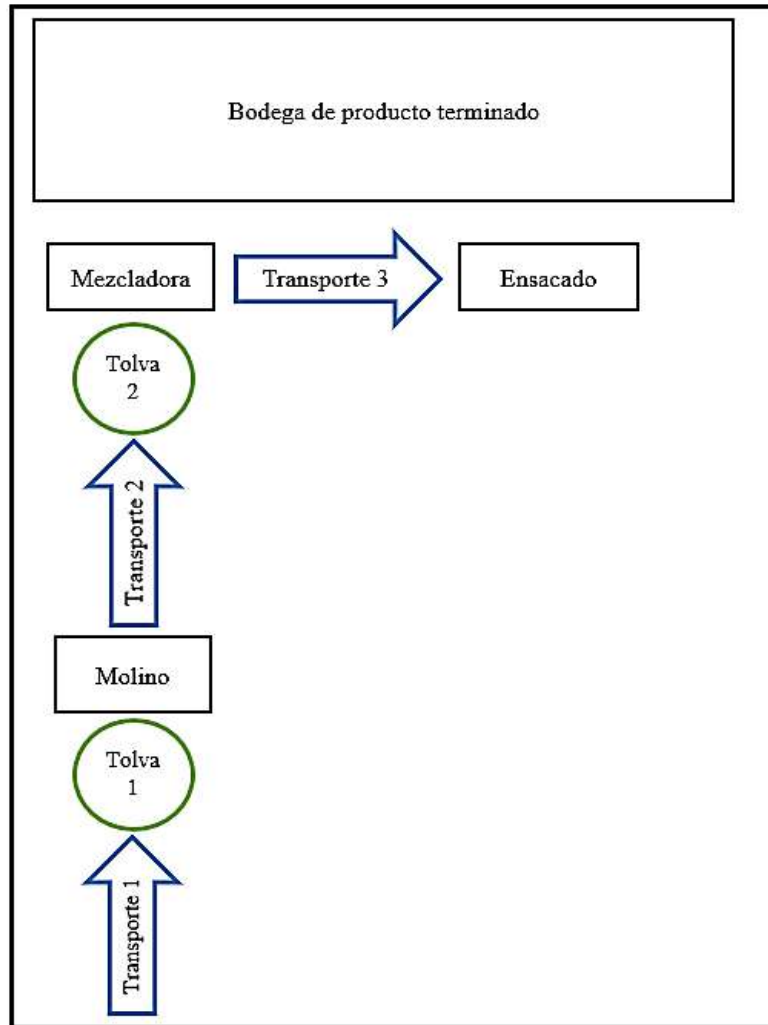 Bodega de producto terminado
Mezcladora
Transporte 3
Ensacado
Tolva
2
Transporte 2
Molino
Tolva
1
Transporte 1